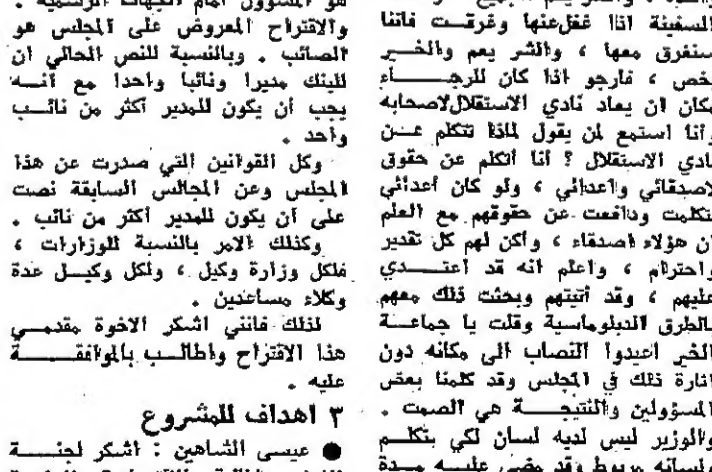 السفينة اذا غفل عنها وغرقت فاننا
سنغرق معها ، والشر يعم والخير
يخص ، فارجو اذا كان للرجاء
مكان ان يعاد نادي الاستقلال لاصحابه
وأنا استمع لمن يقول لماذا تتكلم عن
نادي الاستقلال ؟ أنا أتكلم عن حقوق
لاصدقائي وأعدائي ، ولو كان أعدائي
لتكلمت ودافعت عن حقوقهم مع العلم
ان هؤلاء اصدقاء ، وأكن لهم كل تقدير
واحترام ، واعلم انه قد اعتدي
عليهم ، وقد أتيتهم وبحثت ذلك معهم
بالطرق الدبلوماسية وقلت يا جماعة
الخير اعيدوا النصاب الى مكانه دون
اثارة ذلك في المجلس وقد كلمنا بعض
المسؤولين والنتيجة هي الصمت .
والوزير ليس لديه لسان لكي يتكلم
لسانه مربوط وقد مضى عليه مدة
هو المسؤول امام الجهات الرسمية .
والاقتراح المعروض على المجلس هو
الصائب . وبالنسبة للنص الحالي ان
للبنك مديرا ونائبا واحدا مع أنه
يجب أن يكون للمدير أكثر من نائب
واحد .
وكل القوانين التي صدرت عن هذا
المجلس وعن المجالس السابقة نصت
على أن يكون للمدير أكثر من نائب .
وكذلك الامر بالنسبة للوزارات ،
فلكل وزارة وكيل ، ولكل وكيل عدة
وكلاء مساعدين .
لذلك فانني اشكر الاخوة مقدمي
هذا الاقتراح واطالب بالموافقة
عليه .
٣ اهداف للمشروع
● عيسى الشاهين : اشكر لجنة